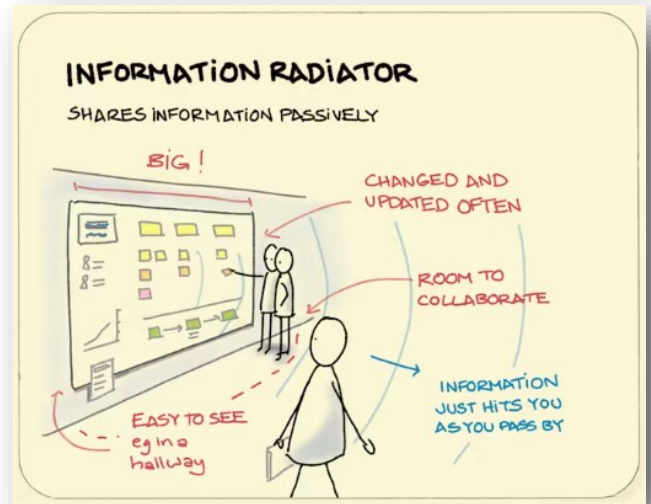 INFORMATION RADIATOR
SHARES INFORMATION PASSIVELY
BIG!
CHANGED AND
UPDATED OFTEN
ROOM TO
COLLABORATE
INFORMATION
JUST HITS YOU
AS YOU PASS BY
EASY TO SEE
eg in a
hallway